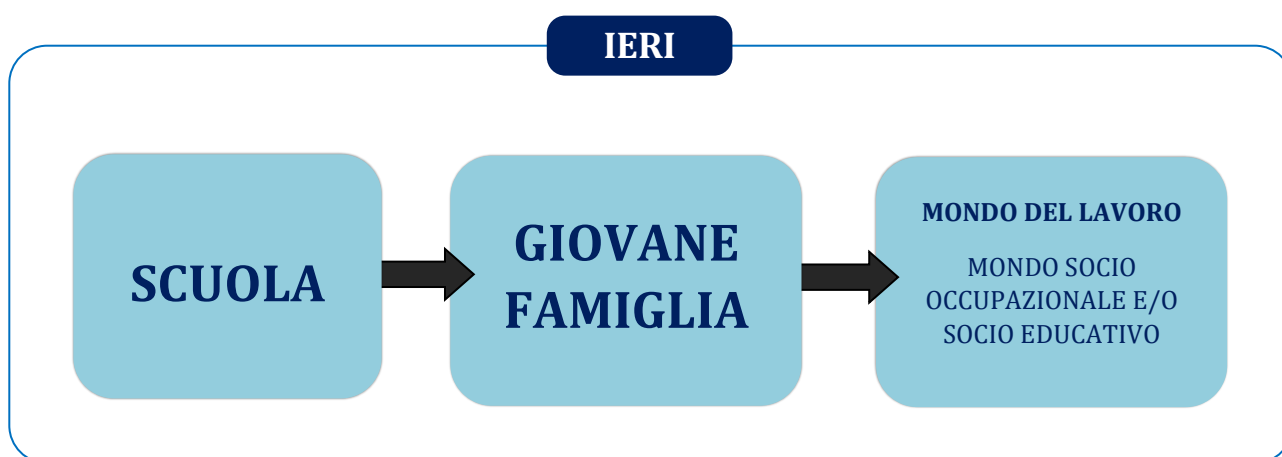 IERI
SCUOLA
GIOVANE
FAMIGLIA
MONDO DEL LAVORO
MONDO SOCIO
OCCUPAZIONALE E/O
SOCIO EDUCATIVO